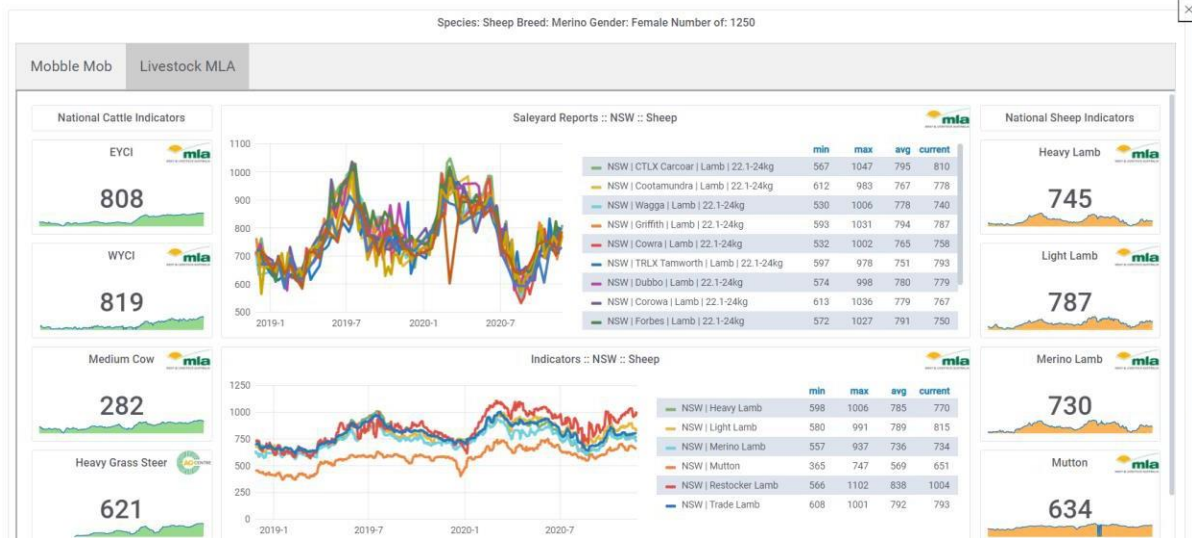 ×
Species: Sheep Breed: Merino Gender: Female Number of: 1250
Mobble Mob Livestock MLA
National Cattle Indicators
EYCI
mla
808
WYCI
mla
819
Medium Cow
mla
282
Heavy Grass Steer
621
Saleyard Reports :: NSW :: Sheep
mla
1100
1000
900
800
700
600
500
2019-1 2019-7 2020-1 2020-7
min max avg current
NSW | CTLX Carcoar | Lamb | 22.1-24kg 567 1047 795 810
NSW | Cootamundra | Lamb | 22.1-24kg 612 983 767 778
NSW | Wagga | Lamb | 22.1-24kg 530 1006 778 740
NSW | Griffith | Lamb | 22.1-24kg 593 1031 794 787
NSW | Cowra | Lamb | 22.1-24kg 532 1002 765 758
NSW | TRLX Tamworth | Lamb | 22.1-24kg 597 978 751 793
NSW | Dubbo | Lamb | 22.1-24kg 574 998 780 779
NSW | Corowa | Lamb | 22.1-24kg 613 1036 779 767
NSW | Forbes | Lamb | 22.1-24kg 572 1027 791 750
Indicators :: NSW :: Sheep
mla
1250
1000
750
500
250
0
2019-1 2019-7 2020-1 2020-7
min max avg current
NSW | Heavy Lamb 598 1006 785 770
NSW | Light Lamb 580 991 789 815
NSW | Merino Lamb 557 937 736 734
NSW | Mutton 365 747 569 651
NSW | Restocker Lamb 566 1102 838 1004
NSW | Trade Lamb 608 1001 792 793
National Sheep Indicators
Heavy Lamb
mla
745
Light Lamb
mla
787
Merino Lamb
mla
730
Mutton
mla
634